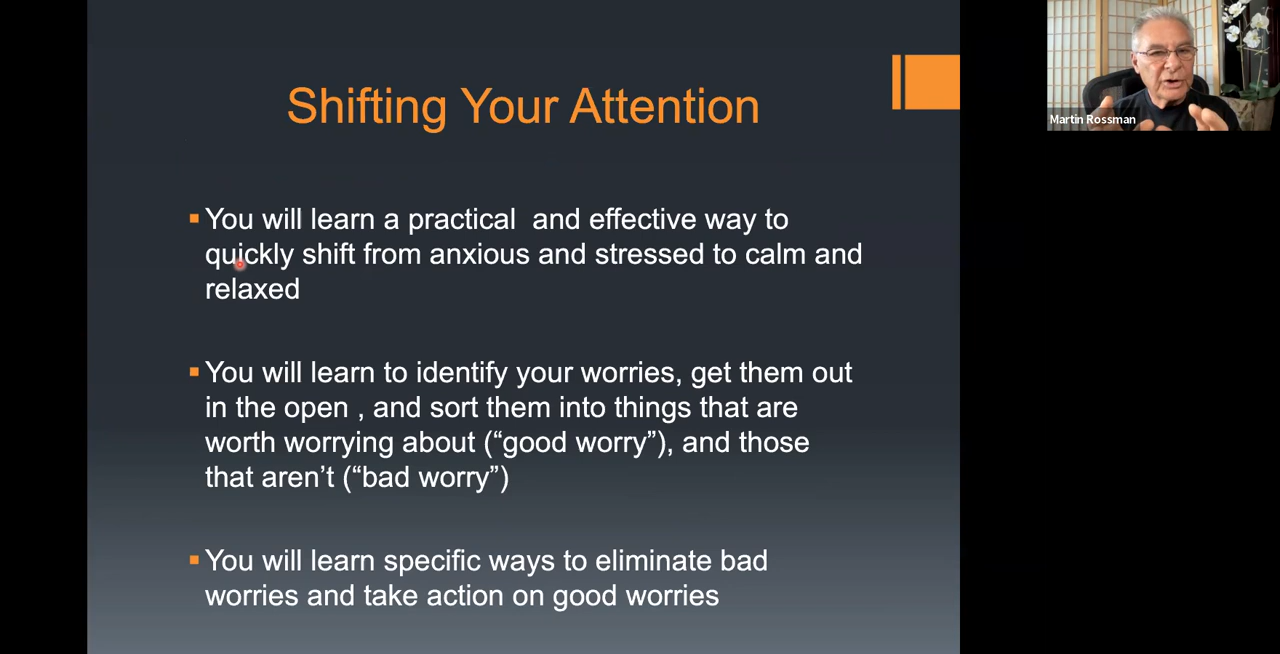 Shifting Your Attention
You will learn a practical  and effective way to
quickly shift from anxious and stressed to calm and
relaxed
You will learn to identify your worries, get them out
in the open , and sort them into things that are
worth worrying about (“good worry”), and those
that aren’t (“bad worry”)
You will learn specific ways to eliminate bad
worries and take action on good worries
Martin Rossman